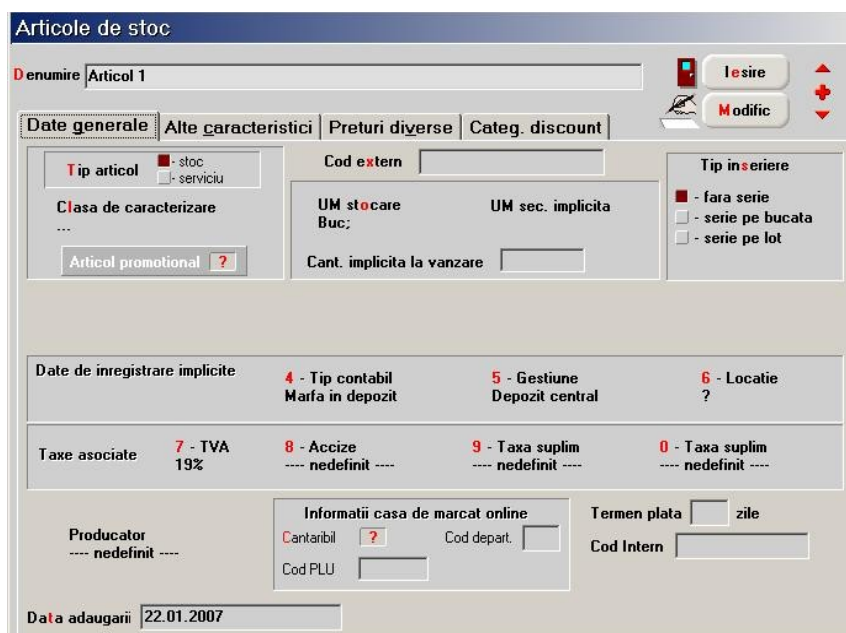 Articole de stoc
Denumire Articol 1
Iesire
Modific
Date generale Alte caracteristici Preturi diverse Categ. discount
Tip articol - stoc
- serviciu
Clasa de caracterizare
---
Articol promotional ?
Cod extern
UM stocare UM sec. implicita
Buc;
Cant. implicita la vanzare
Tip inseriere
- fara serie
- serie pe bucata
- serie pe lot
Date de inregistrare implicite
4 - Tip contabil 5 - Gestiune 6 - Locatie
Marfa in depozit Depozit central ?
Taxe asociate 7 - TVA 8 - Accize 9 - Taxa suplim 0 - Taxa suplim
19% ---- nedefinit ---- ---- nedefinit ---- ---- nedefinit ----
Producator
---- nedefinit ----
Informatii casa de marcat online
Cantaribil ? Cod depart.
Cod PLU
Termen plata zile
Cod Intern
Data adaugarii 22.01.2007